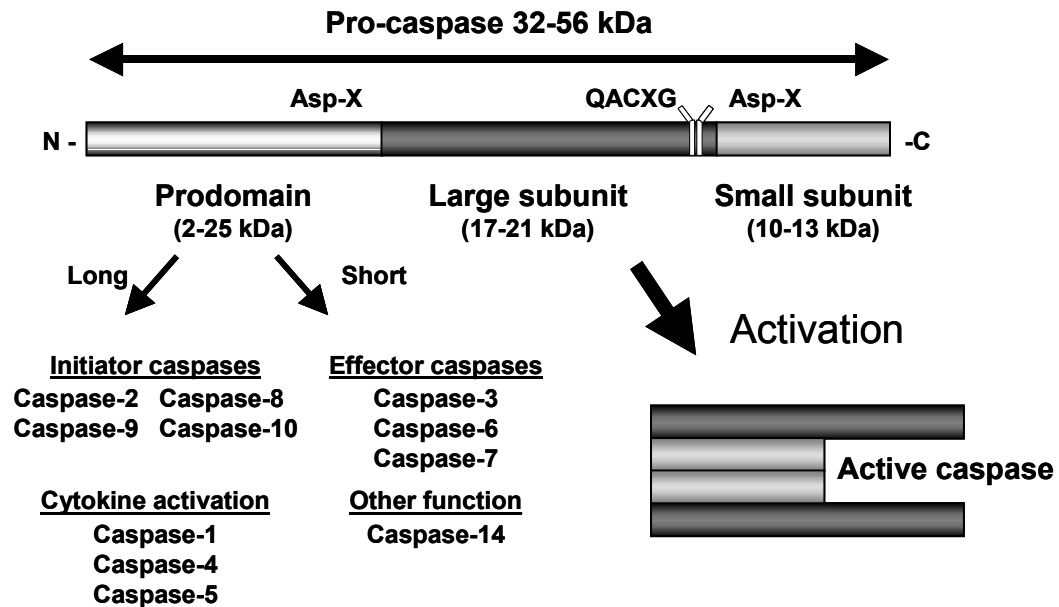 Pro-caspase 32-56 kDa
Asp-X QACXG Asp-X
N - -C
Prodomain Large subunit Small subunit
(2-25 kDa) (17-21 kDa) (10-13 kDa)
Long Short
Activation
Initiator caspases Effector caspases
Caspase-2 Caspase-8 Caspase-3
Caspase-9 Caspase-10 Caspase-6
Caspase-7
Active caspase
Cytokine activation Other function
Caspase-1 Caspase-14
Caspase-4
Caspase-5